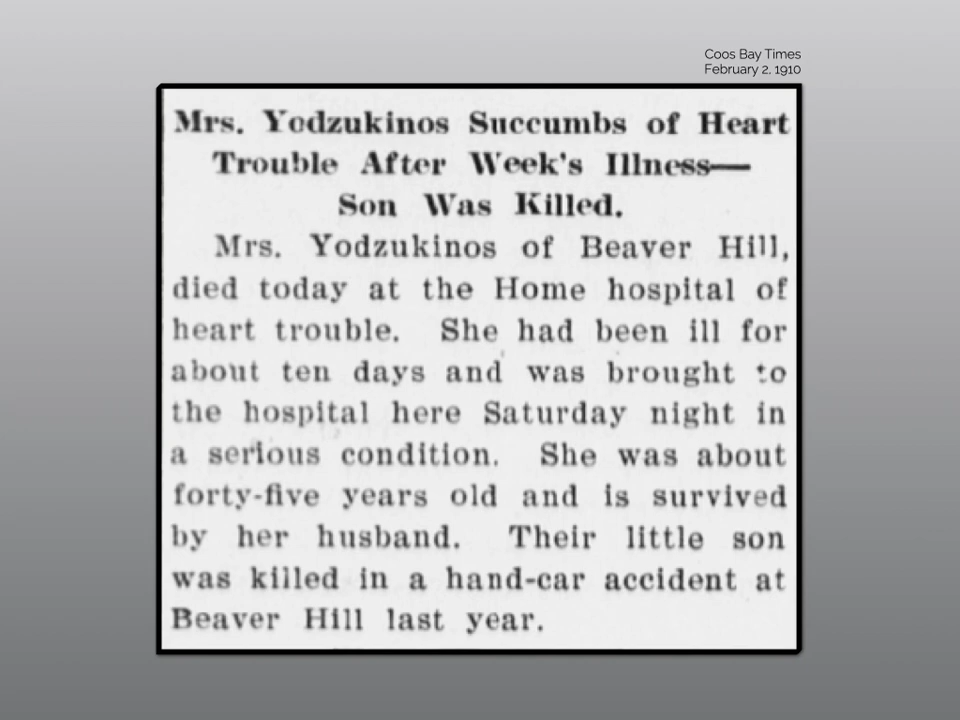 Coos Bay Times
February 2, 1910
Mrs. Yodzukinos Succumbs of Heart
Trouble After Week's Illness—
Son Was Killed.
Mrs. Yodzukinos of Beaver Hill,
died today at the Home hospital of
heart trouble. She had been ill for
about ten days and was brought to
the hospital here Saturday night in
a serious condition. She was about
forty-five years old and is survived
by her husband. Their little son
was killed in a hand-car accident at
Beaver Hill last year.